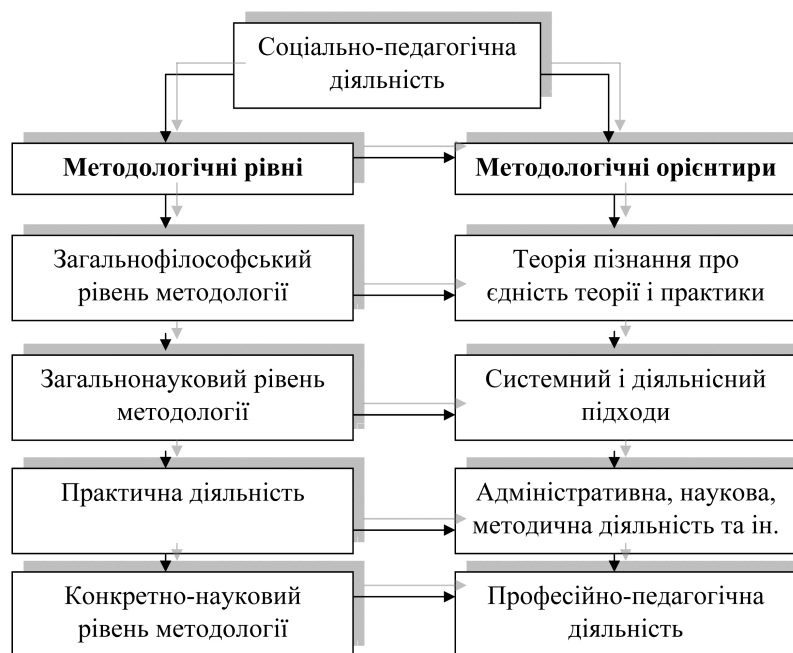 Соціально-педагогічна
діяльність
Методологічні рівні
Методологічні орієнтири
Загальнофілософський
рівень методології
Теорія пізнання про
єдність теорії і практики
Загальнонауковий рівень
методології
Системний і діяльнісний
підходи
Практична діяльність
Адміністративна, наукова,
методична діяльність та ін.
Конкретно-науковий
рівень методології
Професійно-педагогічна
діяльність